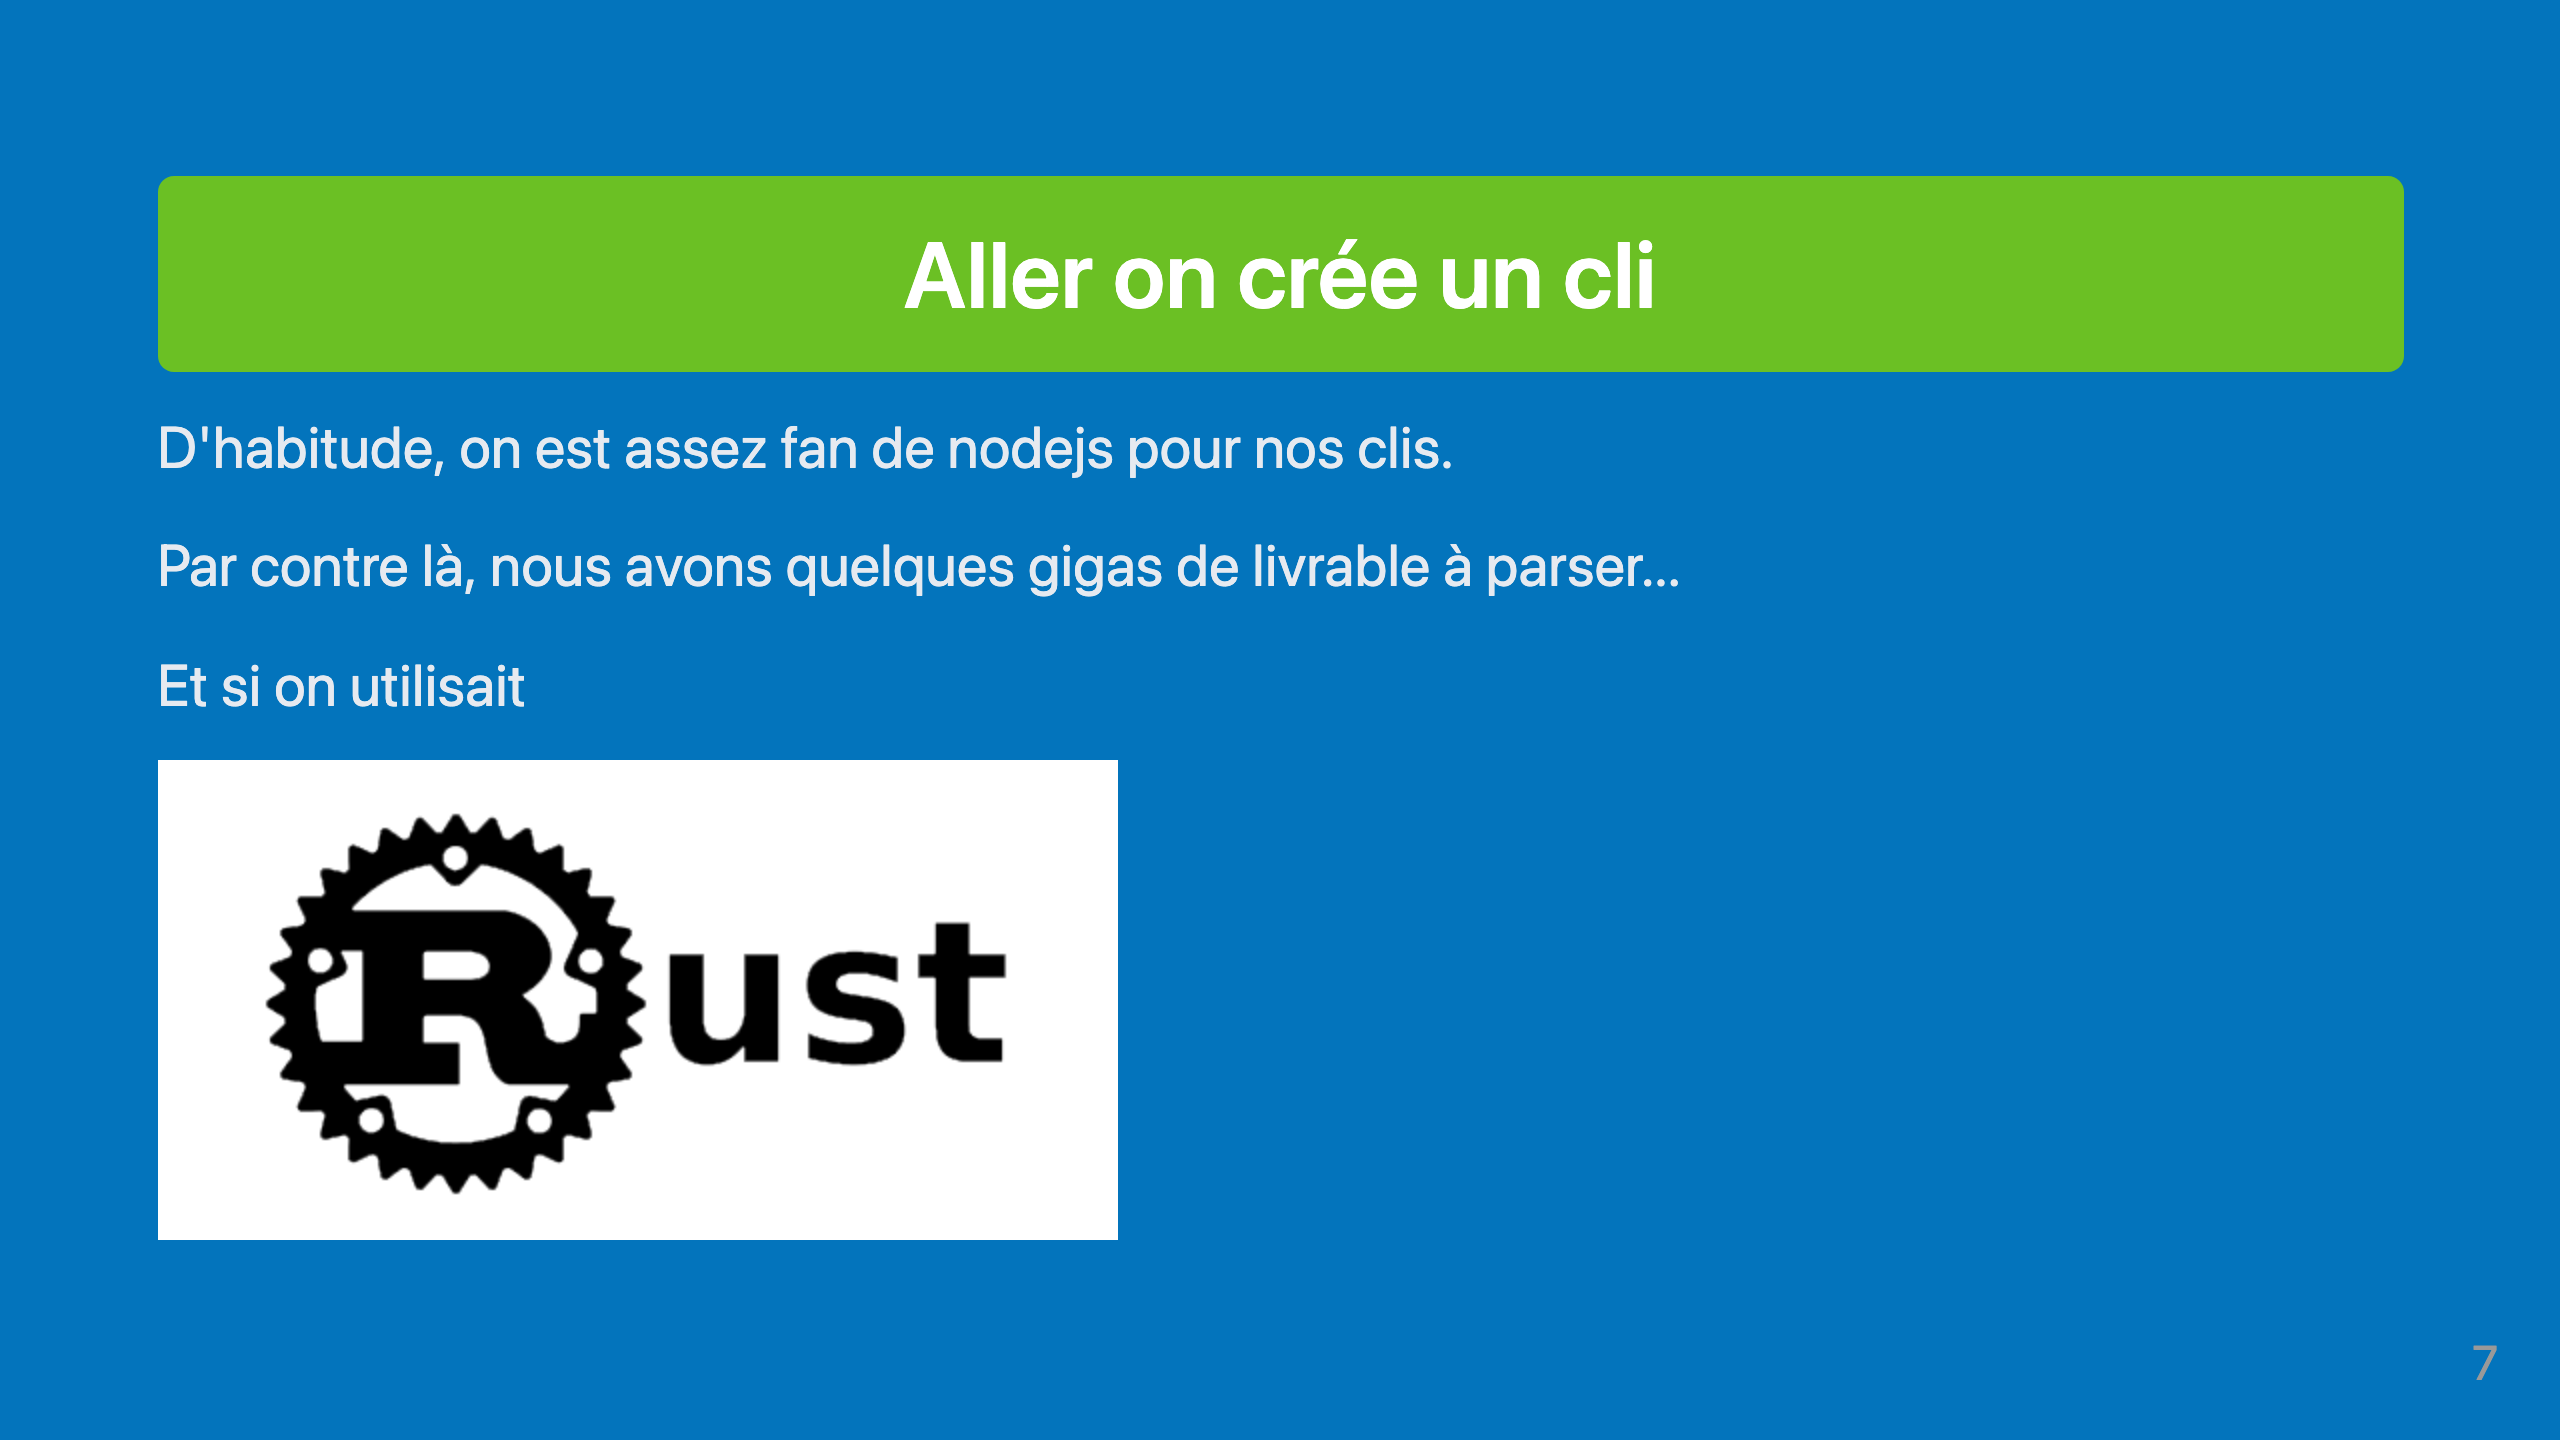 Aller on crée un cli
D'habitude, on est assez fan de nodejs pour nos clis.
Par contre là, nous avons quelques gigas de livrable à parser...
Et si on utilisait
Rust
7